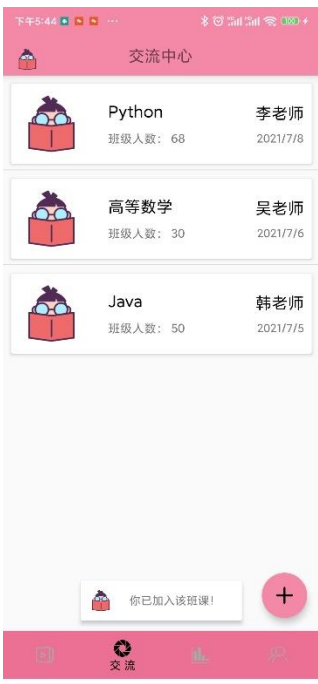 下午5:44
交流中心
Python 李老师
班级人数: 68 2021/7/8
高等数学 吴老师
班级人数: 30 2021/7/6
Java 韩老师
班级人数: 50 2021/7/5
你已加入该班课!
交流